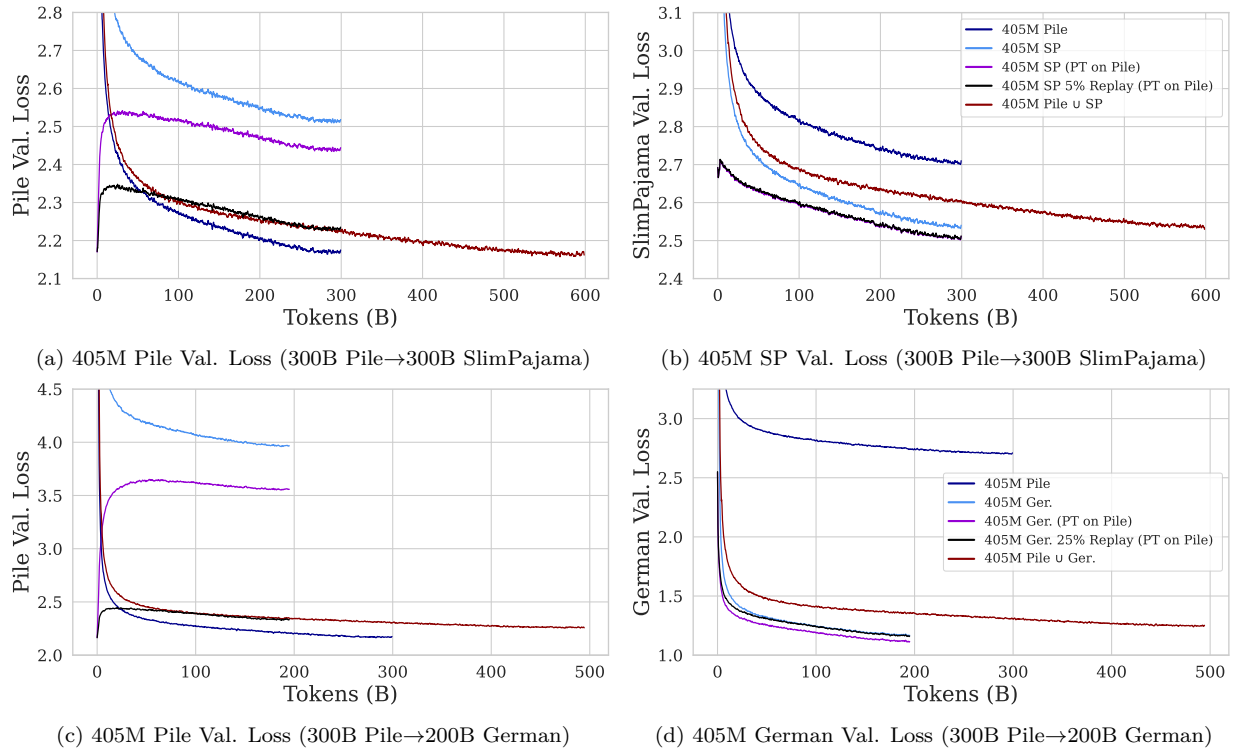 Pile Val. Loss
2.8
2.7
2.6
2.5
2.4
2.3
2.2
2.1
0
100
200
300
400
500
600
Tokens (B)
(a) 405M Pile Val. Loss (300B Pile→300B SlimPajama)
SlimPajama Val. Loss
3.1
3.0
2.9
2.8
2.7
2.6
2.5
2.4
405M Pile
405M SP
405M SP (PT on Pile)
405M SP 5% Replay (PT on Pile)
405M Pile ∪ SP
0
100
200
300
400
500
600
Tokens (B)
(b) 405M SP Val. Loss (300B Pile→300B SlimPajama)
Pile Val. Loss
4.5
4.0
3.5
3.0
2.5
2.0
0
100
200
300
400
500
Tokens (B)
(c) 405M Pile Val. Loss (300B Pile→200B German)
German Val. Loss
3.0
2.5
2.0
1.5
1.0
405M Pile
405M Ger.
405M Ger. (PT on Pile)
405M Ger. 25% Replay (PT on Pile)
405M Pile ∪ Ger.
0
100
200
300
400
500
Tokens (B)
(d) 405M German Val. Loss (300B Pile→200B German)